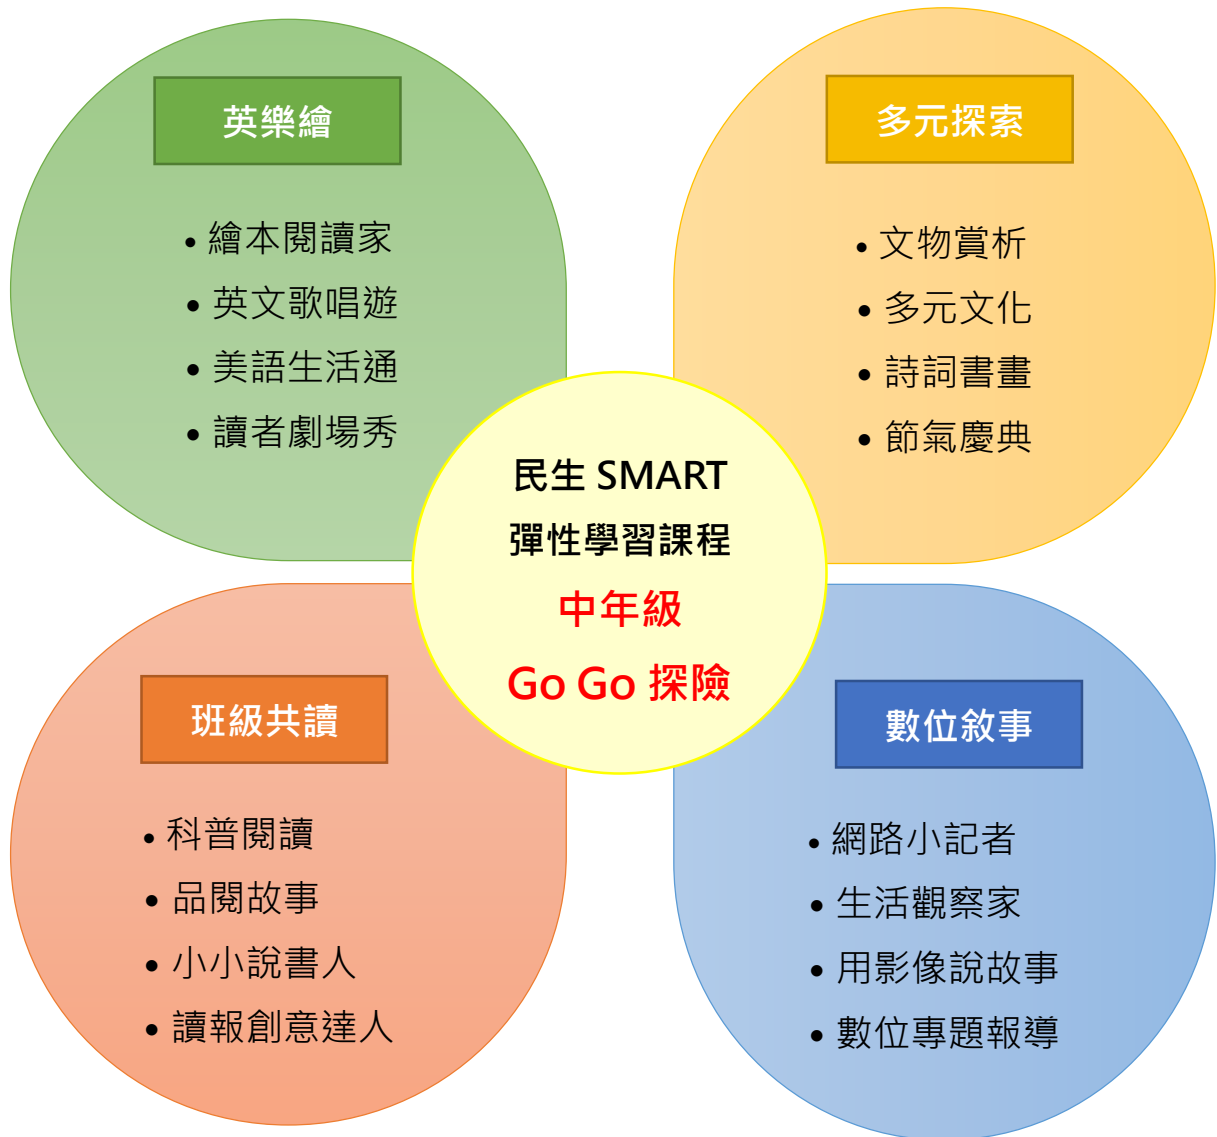 英樂繪
• 繪本閱讀家
• 英文歌唱遊
• 美語生活通
• 讀者劇場秀
多元探索
• 文物賞析
• 多元文化
• 詩詞書畫
• 節氣慶典
民生 SMART
彈性學習課程
中年級
Go Go 探險
班級共讀
• 科普閱讀
• 品閱故事
• 小小說書人
• 讀報創意達人
數位敘事
• 網路小記者
• 生活觀察家
• 用影像說故事
• 數位專題報導